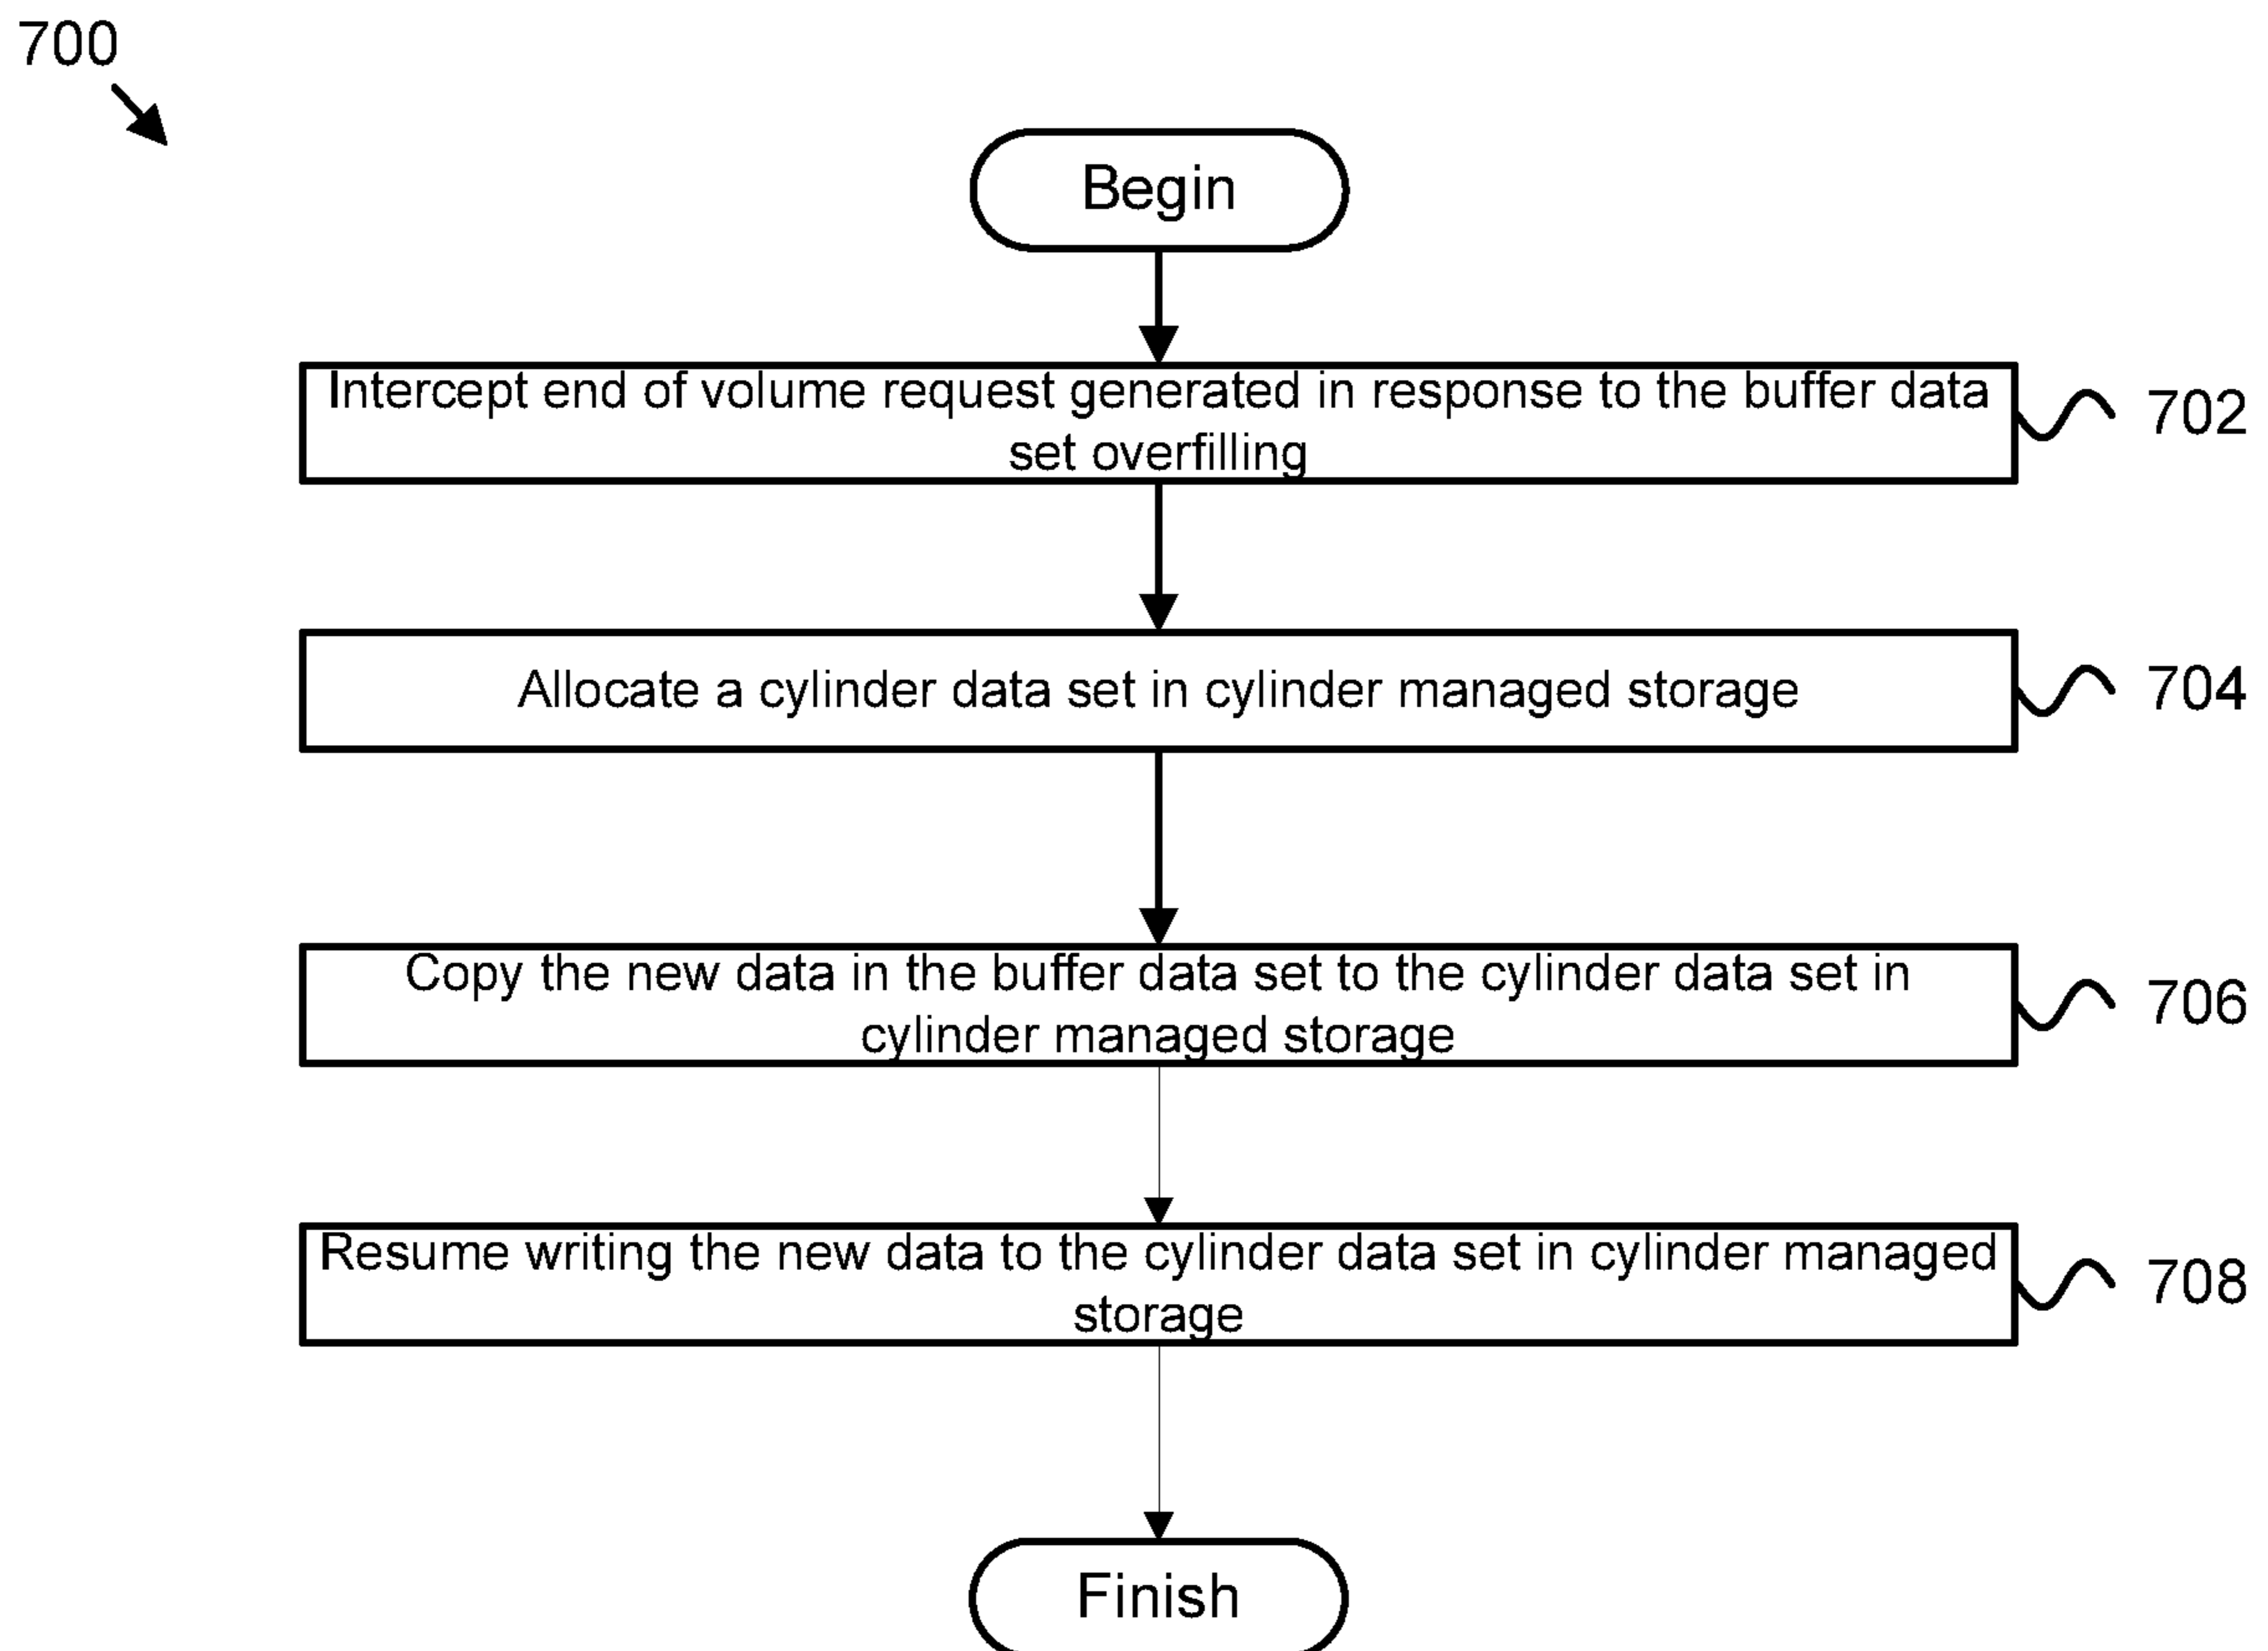 700
Begin
Intercept end of volume request generated in response to the buffer data
set overfilling
702
Allocate a cylinder data set in cylinder managed storage
704
Copy the new data in the buffer data set to the cylinder data set in
cylinder managed storage
706
Resume writing the new data to the cylinder data set in cylinder managed
storage
708
Finish